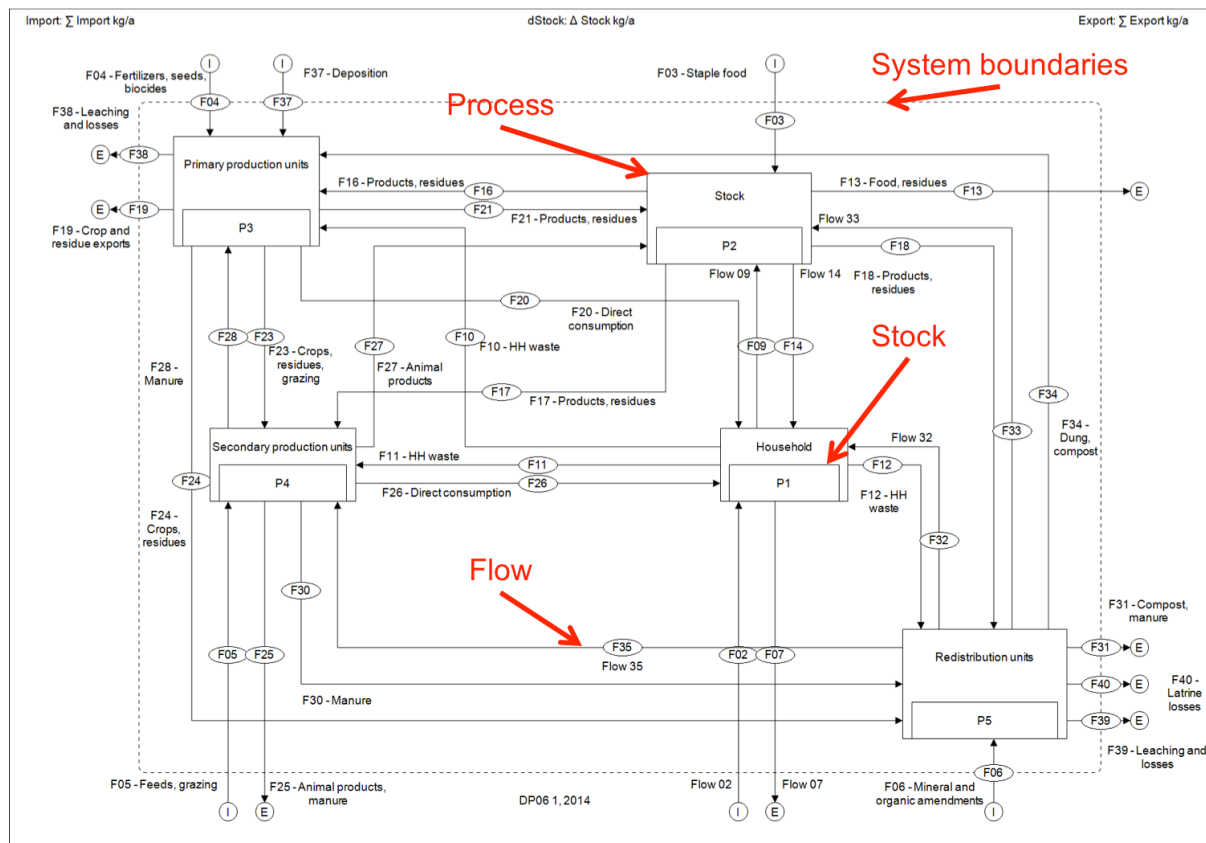 Import: ∑ Import kg/a
dStock: Δ Stock kg/a
Export: ∑ Export kg/a
I
I
I
F04 - Fertilizers, seeds,
biocides
F37 - Deposition
F03 - Staple food
System boundaries
F04
F37
F03
Process
F38 - Leaching
and losses
E
F38
Primary production units
P3
E
F19
F19 - Crop and
residue exports
F16 - Products, residues
F16
F21
F21 - Products, residues
Stock
P2
F13 - Food, residues
F13
E
Flow 33
F18
F18 - Products,
residues
Flow 09
Flow 14
F20
F20 - Direct
consumption
Stock
F28
F23
F23 - Crops,
residues,
grazing
F27
F10
F10 - HH waste
F09
F14
F28 -
Manure
F27 - Animal
products
F17
F17 - Products, residues
F34
F33
F34 -
Dung,
compost
Secondary production units
P4
F11 - HH waste
F11
F26
F26 - Direct consumption
Household
P1
Flow 32
F12
F12 - HH
waste
F24
F24 -
Crops,
residues
F32
Flow
F30
F05
F25
F35
Flow 35
F02
F07
F30 - Manure
Redistribution units
P5
F31 - Compost,
manure
F31
E
F40
E
F40 -
Latrine
losses
F39
E
F39 - Leaching and
losses
F06
F05 - Feeds, grazing
F25 - Animal products,
manure
Flow 02
Flow 07
F06 - Mineral and
organic amendments
DP06 1, 2014
I
E
I
E
I